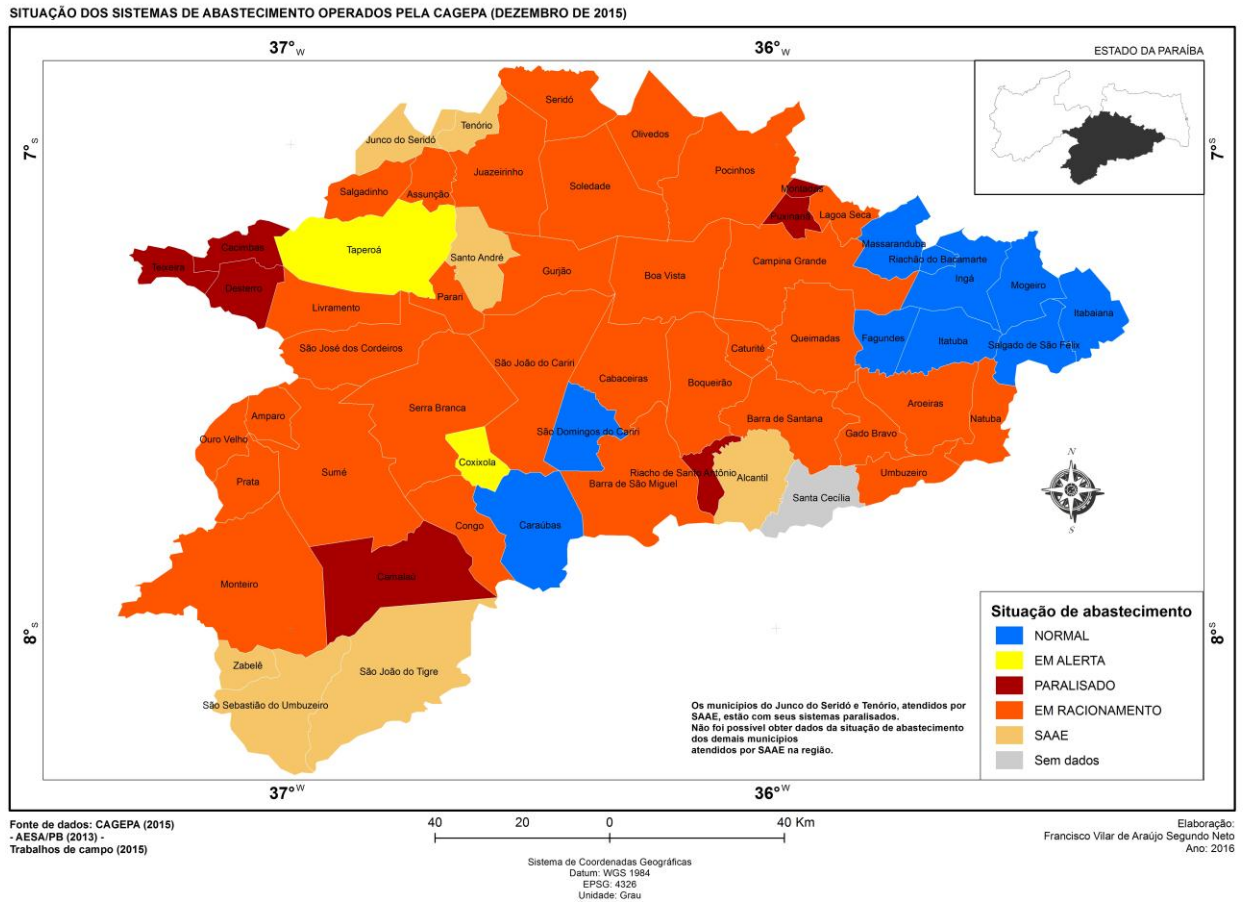 SITUAÇÃO DOS SISTEMAS DE ABASTECIMENTO OPERADOS PELA CAGEPA (DEZEMBRO DE 2015)
37° W
36° W
ESTADO DA PARAÍBA
7° S
7° S
Seridó
Tenório
Junco do Seridó
Olivedos
Juazeirinho
Pocinhos
Soledade
Salgadinho
Assunção
Montadas
Puxinanã
Lagoa Seca
Cacimbas
Taperoá
Santo André
Massaranduba
Riachão do Bacamarte
Teixeira
Desterro
Gurjão
Boa Vista
Campina Grande
Ingá
Mogeiro
Parari
Livramento
Itabaiana
Queimadas
Fagundes
Itatuba
Salgado de São Félix
São José dos Cordeiros
São João do Cariri
Caturité
Cabaceiras
Boqueirão
Serra Branca
Aroeiras
Amparo
Barra de Santana
Natuba
Ouro Velho
São Domingos do Cariri
Gado Bravo
Coxixola
Sumé
Riacho de Santo Antônio
Alcantil
Umbuzeiro
Prata
Barra de São Miguel
Santa Cecília
Congo
Caraúbas
Monteiro
Camalaú
N
S
8° S
8° S
Zabelê
São João do Tigre
São Sebastião do Umbuzeiro
Situação de abastecimento
NORMAL
EM ALERTA
PARALISADO
EM RACIONAMENTO
SAAE
Sem dados
Os municípios do Junco do Seridó e Tenório, atendidos por
SAAE, estão com seus sistemas paralisados.
Não foi possível obter dados da situação de abastecimento
dos demais municípios
atendidos por SAAE na região.
37° W
36° W
Fonte de dados: CAGEPA (2015)
- AESA/PB (2013) -
Trabalhos de campo (2015)
40 20 0 40 Km
Sistema de Coordenadas Geográficas
Datum: WGS 1984
EPSG: 4326
Unidade: Grau
Elaboração:
Francisco Vilar de Araújo Segundo Neto
Ano: 2016